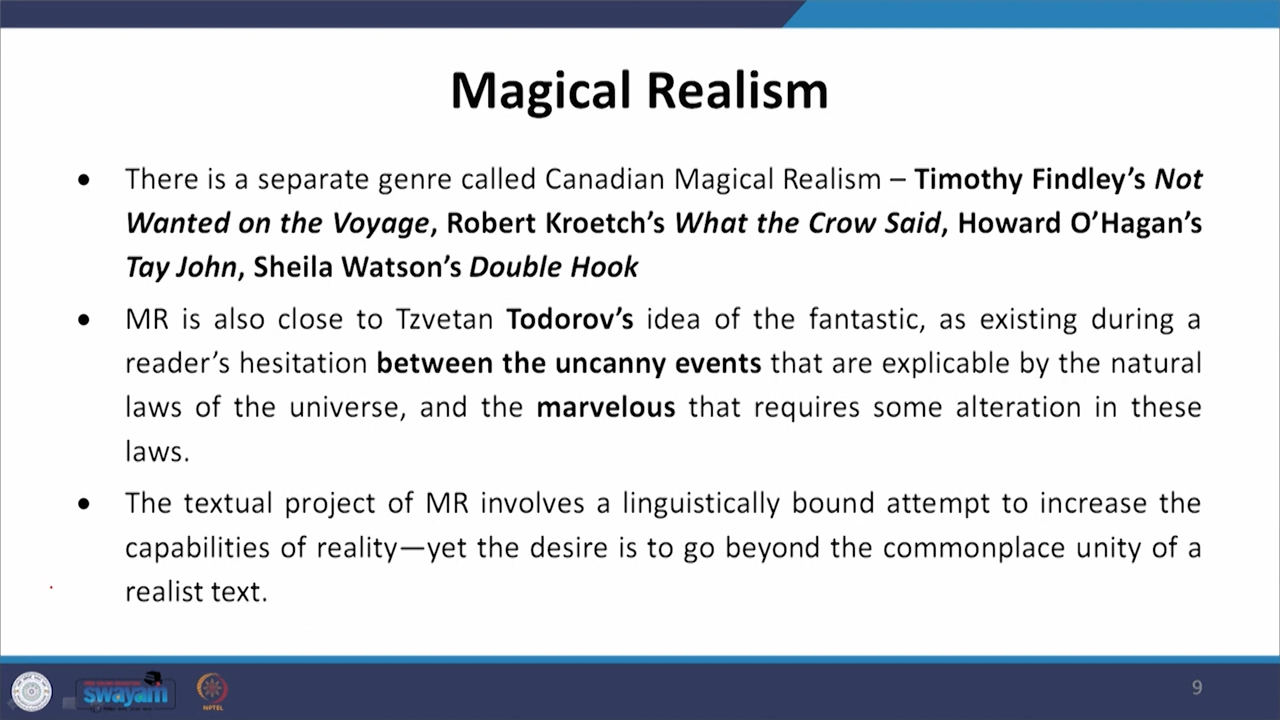 Magical Realism
• There is a separate genre called Canadian Magical Realism – Timothy Findley’s Not
Wanted on the Voyage, Robert Kroetch’s What the Crow Said, Howard O’Hagan’s
Tay John, Sheila Watson’s Double Hook
• MR is also close to Tzvetan Todorov’s idea of the fantastic, as existing during a
reader’s hesitation between the uncanny events that are explicable by the natural
laws of the universe, and the marvelous that requires some alteration in these
laws.
• The textual project of MR involves a linguistically bound attempt to increase the
capabilities of reality—yet the desire is to go beyond the commonplace unity of a
realist text.
swayam
NPTEL
9